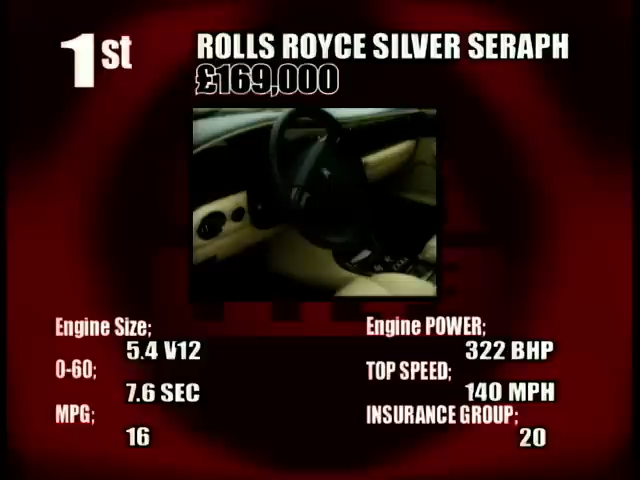 1st
ROLLS ROYCE SILVER SERAPH
£169,000
Engine Size;
5.4 V12
0-60;
7.6 SEC
MPG;
16
Engine POWER;
322 BHP
TOP SPEED;
140 MPH
INSURANCE GROUP;
20